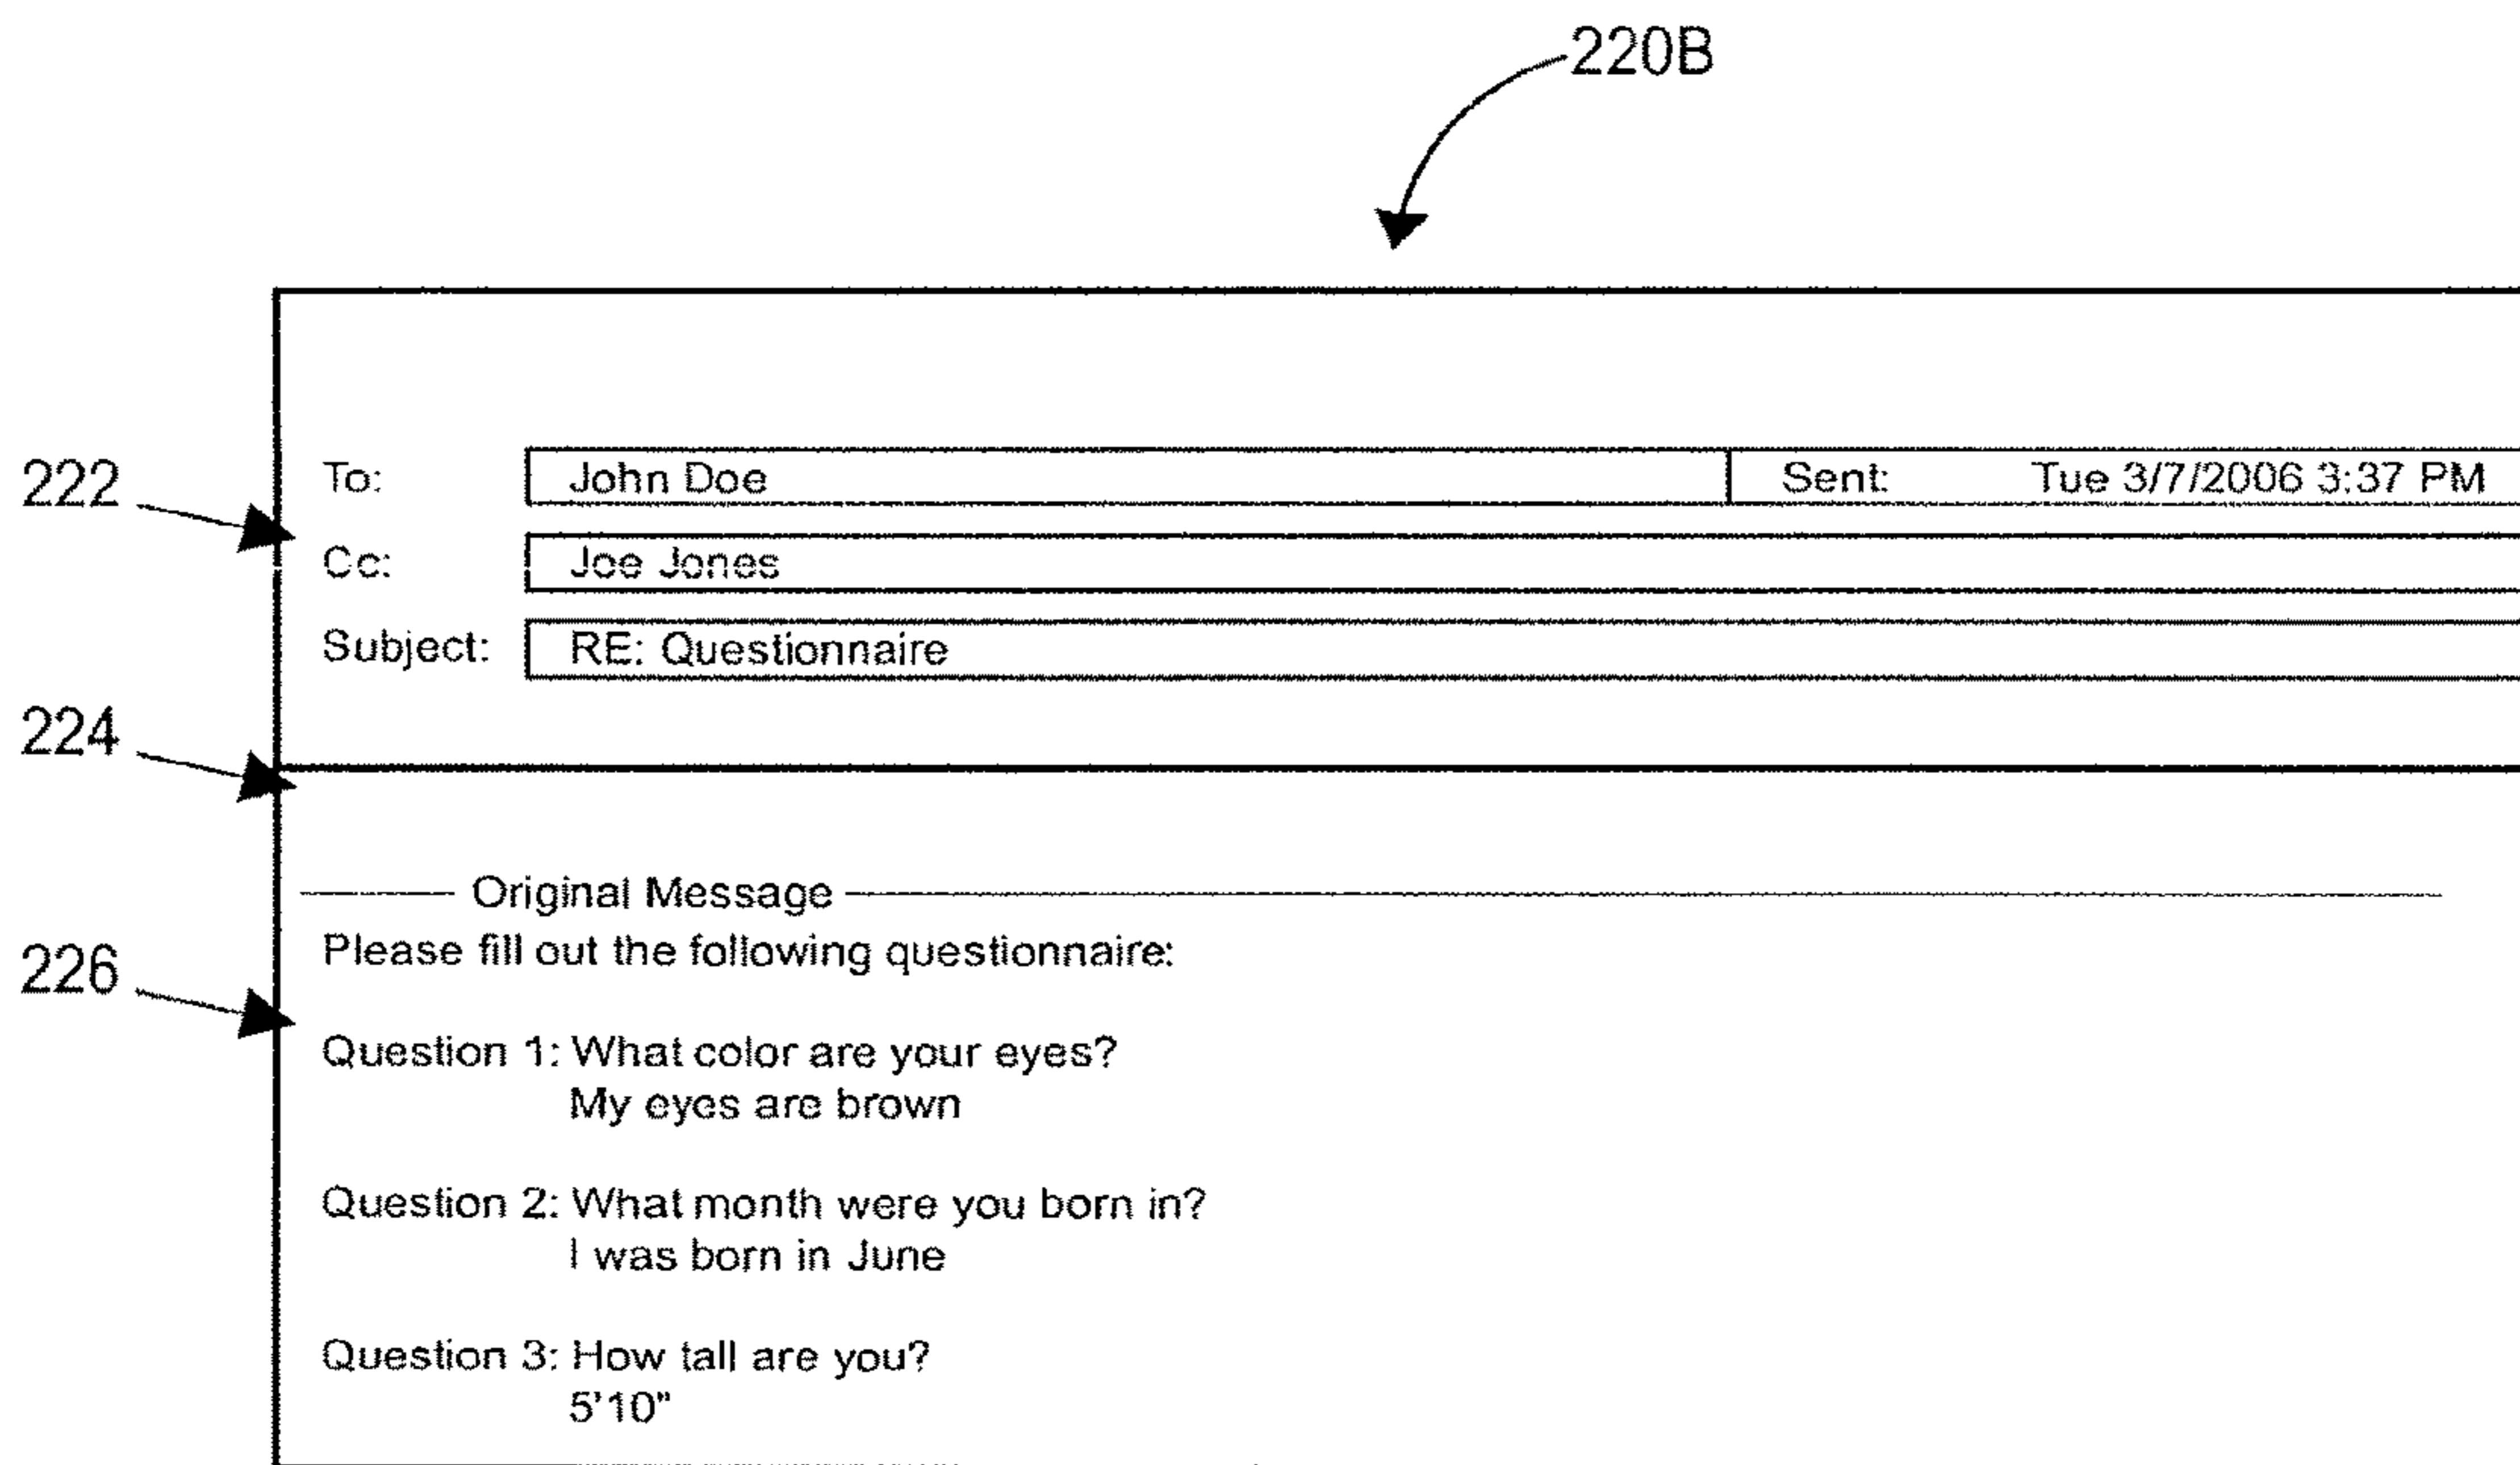 220B
222
To: John Doe Sent: Tue 3/7/2006 3:37 PM
Cc: Joe Jones
Subject: RE: Questionnaire
224
Original Message
Please fill out the following questionnaire:
226
Question 1: What color are your eyes?
My eyes are brown
Question 2: What month were you born in?
I was born in June
Question 3: How tall are you?
5'10"